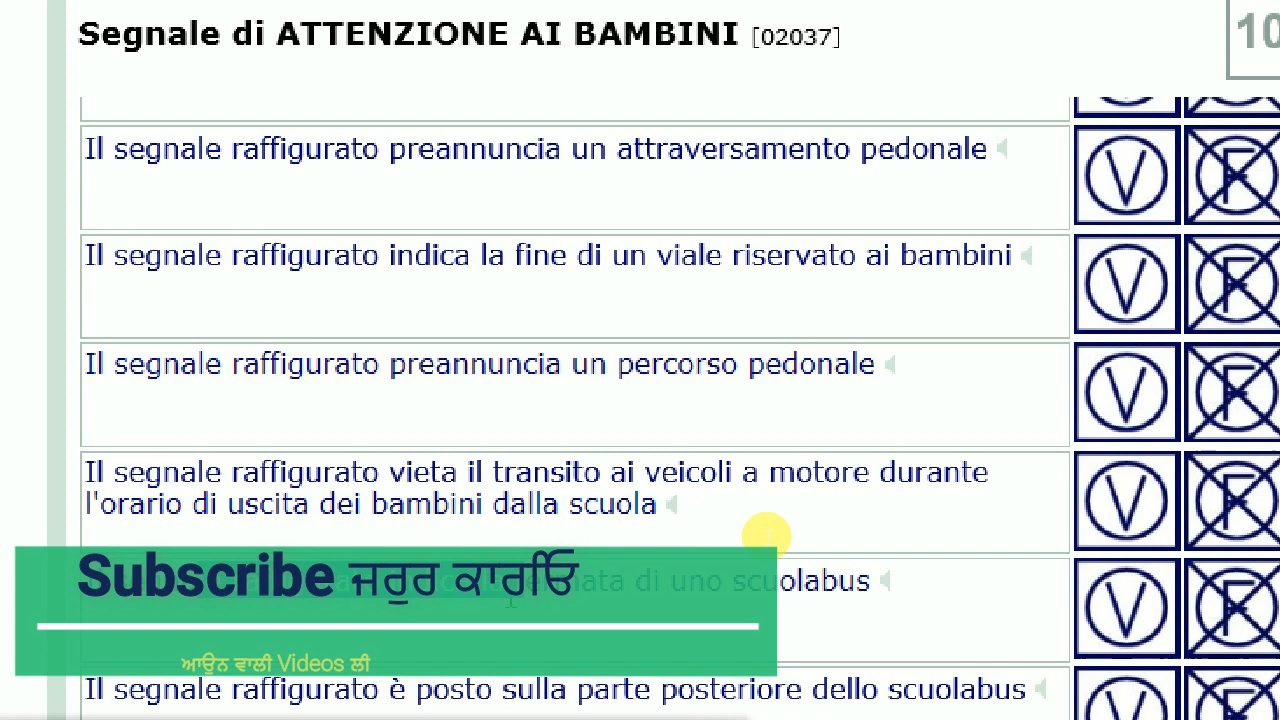 Segnale di ATTENZIONE AI BAMBINI [02037]
10
Il segnale raffigurato preannuncia un attraversamento pedonale
V F
Il segnale raffigurato indica la fine di un viale riservato ai bambini
V F
Il segnale raffigurato preannuncia un percorso pedonale
V F
Il segnale raffigurato vieta il transito ai veicoli a motore durante
l'orario di uscita dei bambini dalla scuola
V F
di uno scuolabus
V F
Subscribe ਜਰੂਰ ਕਾਰਓਿ
ਆਉਨ ਵਾਲੀ Videos ਲੀ
Il segnale raffigurato è posto sulla parte posteriore dello scuolabus